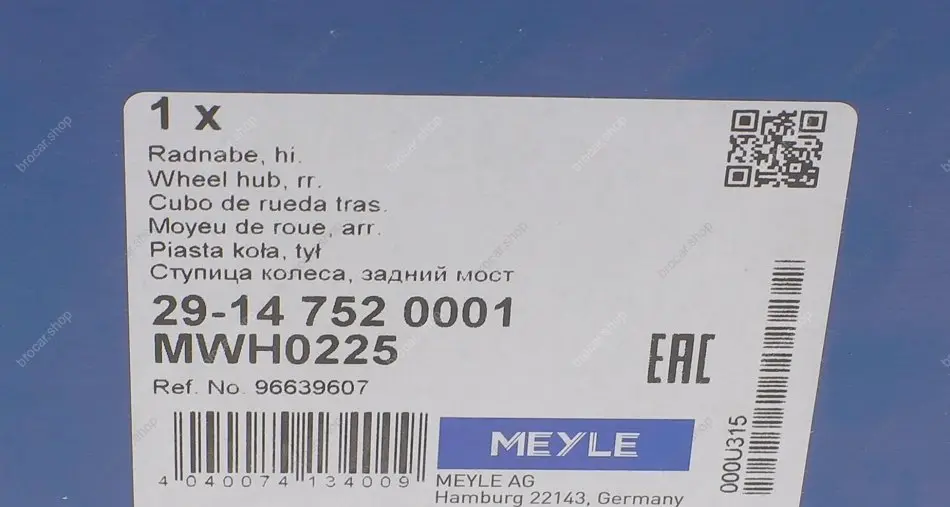 1 x
Radnabe, hi.
Wheel hub, rr.
Cubo de rueda tras.
Moyeu de roue, arr.
Piasta koła, tył
Ступица колеса, задний мост
29-14 752 0001
MWH0225
Ref. No. 96639607
EAC
4 040074 134009
MEYLE
MEYLE AG
Hamburg 22143, Germany
000U315
brocar.shop